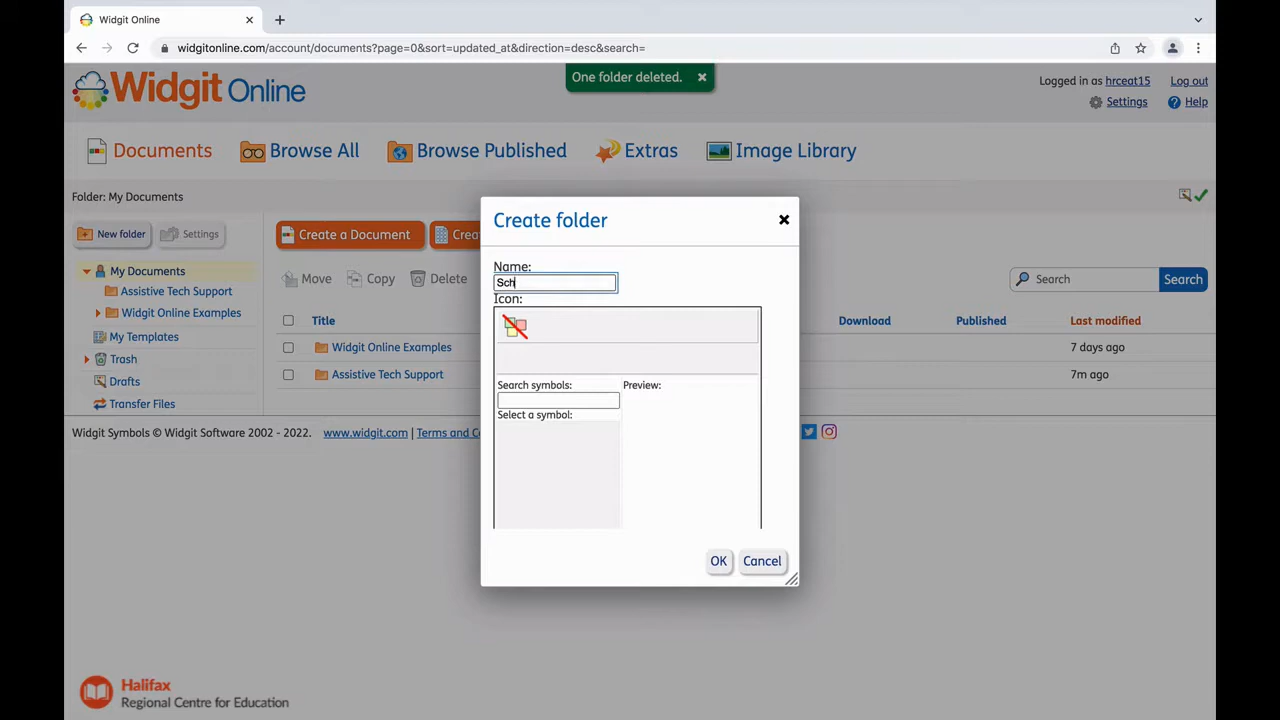 Widgit Online
widgitonline.com/account/documents?page=0&sort=updated_at&direction=desc&search=
Widgit Online
One folder deleted. ×
Logged in as hrceat15 Log out
Settings Help
Documents Browse All Browse Published Extras Image Library
Folder: My Documents
New folder Settings
Create a Document Crea
Move Copy Delete
Search Search
My Documents
Assistive Tech Support
Widgit Online Examples
My Templates
Trash
Drafts
Transfer Files
Title Download Published Last modified
Widgit Online Examples 7 days ago
Assistive Tech Support 7m ago
Create folder
Name:
Sch
Icon:
Search symbols: Preview:
Select a symbol:
OK Cancel
Widgit Symbols © Widgit Software 2002 - 2022. www.widgit.com | Terms and C
Halifax
Regional Centre for Education